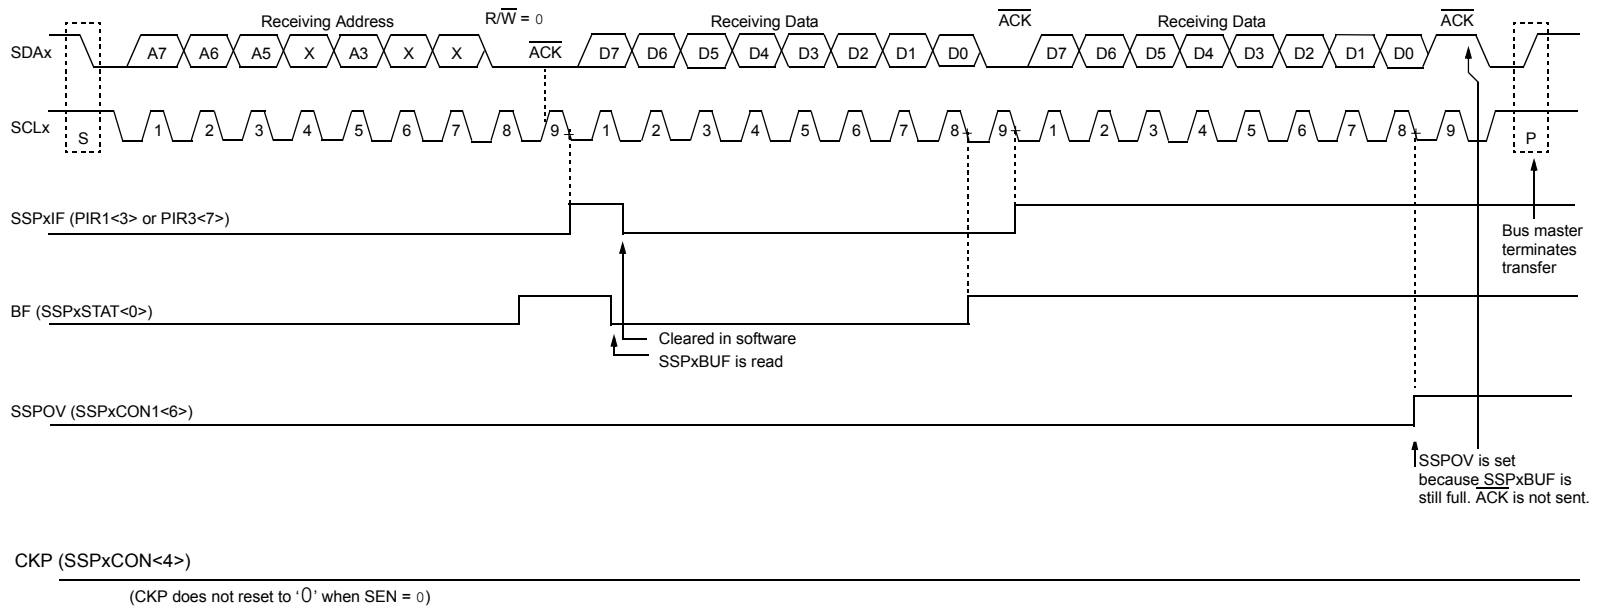 Receiving Address
R/W = 0
Receiving Data
ACK
Receiving Data
ACK
SDAx
A7 A6 A5 X A3 X X
ACK
D7 D6 D5 D4 D3 D2 D1 D0
D7 D6 D5 D4 D3 D2 D1 D0
SCLx
S
1 2 3 4 5 6 7 8 9
1 2 3 4 5 6 7 8 9
1 2 3 4 5 6 7 8 9
P
SSPxIF (PIR1<3> or PIR3<7>)
Bus master
terminates
transfer
BF (SSPxSTAT<0>)
Cleared in software
SSPxBUF is read
SSPOV (SSPxCON1<6>)
SSPOV is set
because SSPxBUF is
still full. ACK is not sent.
CKP (SSPxCON<4>)
(CKP does not reset to ‘0’ when SEN = 0)